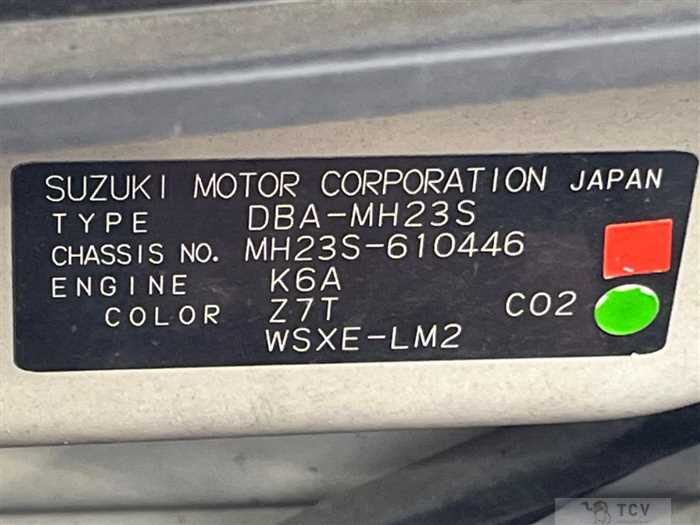 SUZUKI MOTOR CORPORATION JAPAN
TYPE DBA-MH23S
CHASSIS NO. MH23S-610446
ENGINE K6A
COLOR Z7T CO2
WSXE-LM2
TCV